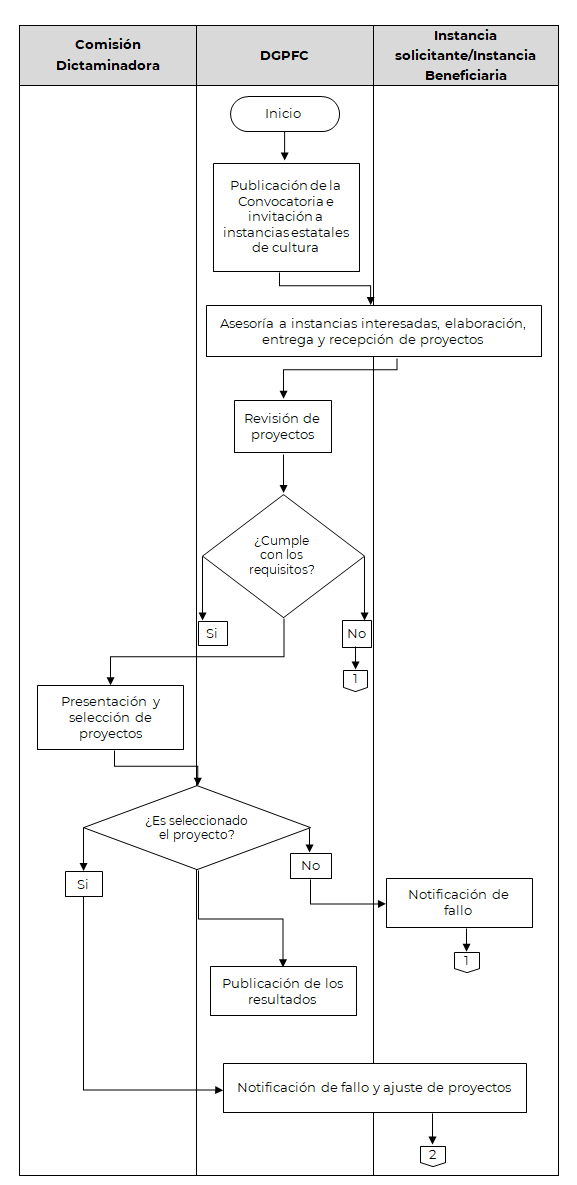 Comisión
Dictaminadora
DGPFC
Instancia
solicitante/Instancia
Beneficiaria
Inicio
Publicación de la
Convocatoria e
invitación a
instancias estatales
de cultura
Asesoría a instancias interesadas, elaboración,
entrega y recepción de proyectos
Revisión de
proyectos
¿Cumple
con los
requisitos?
Si
No
1
Presentación y
selección de
proyectos
¿Es seleccionado
el proyecto?
No
Si
Notificación de
fallo
1
Publicación de los
resultados
Notificación de fallo y ajuste de proyectos
2